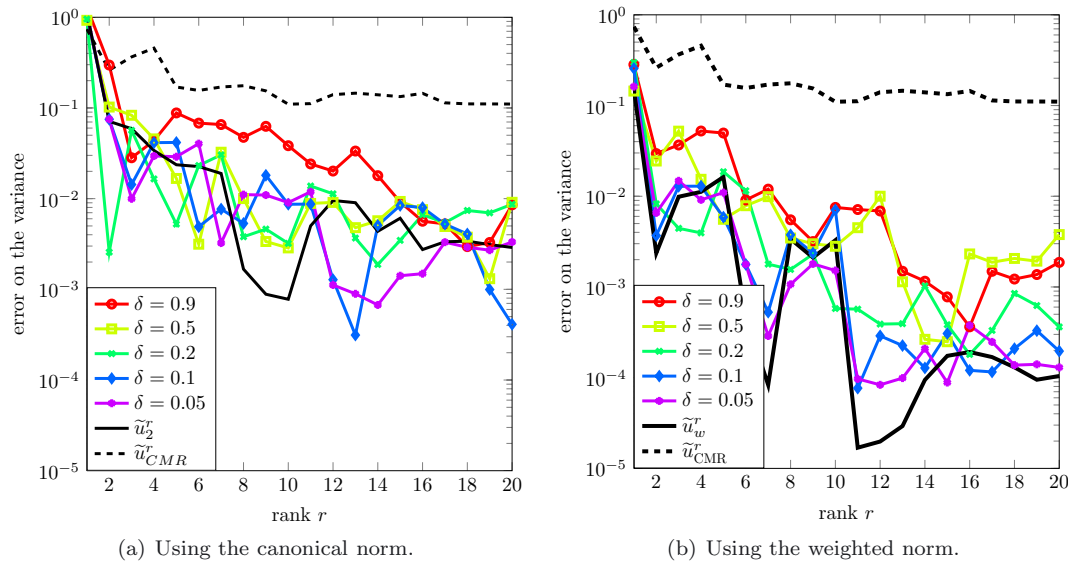 10^0
10^{-1}
10^{-2}
10^{-3}
10^{-4}
10^{-5}
error on the variance
δ = 0.9
δ = 0.5
δ = 0.2
δ = 0.1
δ = 0.05
ũ_2^r
ũ_{CMR}^r
2 4 6 8 10 12 14 16 18 20
rank r
(a) Using the canonical norm.
10^0
10^{-1}
10^{-2}
10^{-3}
10^{-4}
10^{-5}
error on the variance
δ = 0.9
δ = 0.5
δ = 0.2
δ = 0.1
δ = 0.05
ũ_w^r
ũ_{CMR}^r
2 4 6 8 10 12 14 16 18 20
rank r
(b) Using the weighted norm.